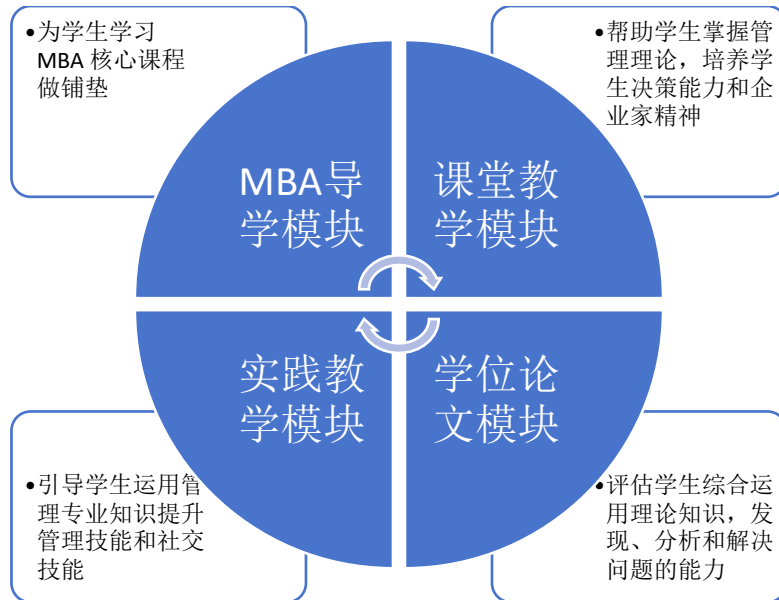 •为学生学习
MBA 核心课程
做铺垫
•帮助学生掌握管
理理论，培养学
生决策能力和企
业家精神
MBA导
学模块
课堂教
学模块
实践教
学模块
学位论
文模块
•引导学生运用管
理专业知识提升
管理技能和社交
技能
•评估学生综合运
用理论知识，发
现、分析和解决
问题的能力